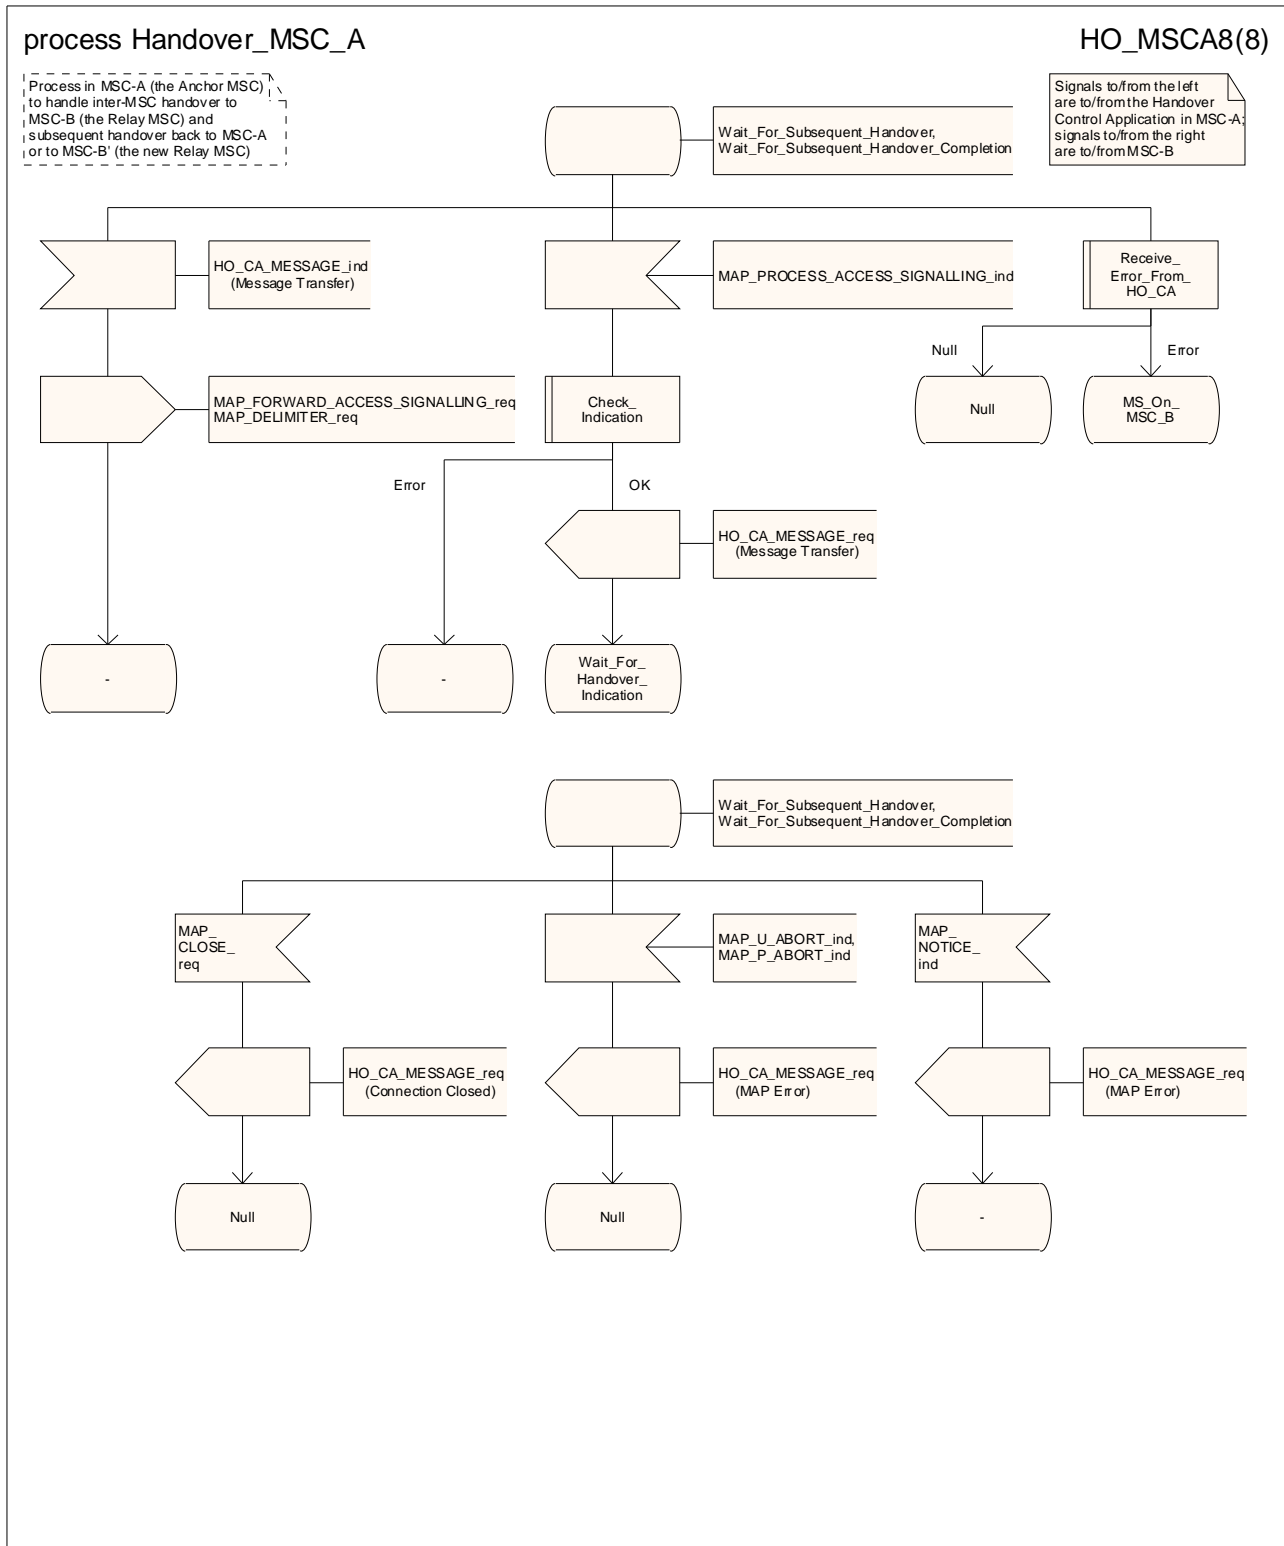 process Handover_MSC_A
HO_MSCA8(8)
Process in MSC-A (the Anchor MSC)
to handle inter-MSC handover to
MSC-B (the Relay MSC) and
subsequent handover back to MSC-A
or to MSC-B' (the new Relay MSC)
Signals to/from the left
are to/from the Handover
Control Application in MSC-A;
signals to/from the right
are to/from MSC-B
Wait_For_Subsequent_Handover,
Wait_For_Subsequent_Handover_Completion
HO_CA_MESSAGE_ind
(Message Transfer)
MAP_PROCESS_ACCESS_SIGNALLING_ind
Receive_
Error_From_
HO_CA
Null
Error
MAP_FORWARD_ACCESS_SIGNALLING_req
MAP_DELIMITER_req
Check_
Indication
Null
MS_On_
MSC_B
Error
OK
HO_CA_MESSAGE_req
(Message Transfer)
-
-
Wait_For_
Handover_
Indication
Wait_For_Subsequent_Handover,
Wait_For_Subsequent_Handover_Completion
MAP_
CLOSE_
req
MAP_U_ABORT_ind,
MAP_P_ABORT_ind
MAP_
NOTICE_
ind
HO_CA_MESSAGE_req
(Connection Closed)
HO_CA_MESSAGE_req
(MAP Error)
HO_CA_MESSAGE_req
(MAP Error)
Null
Null
-